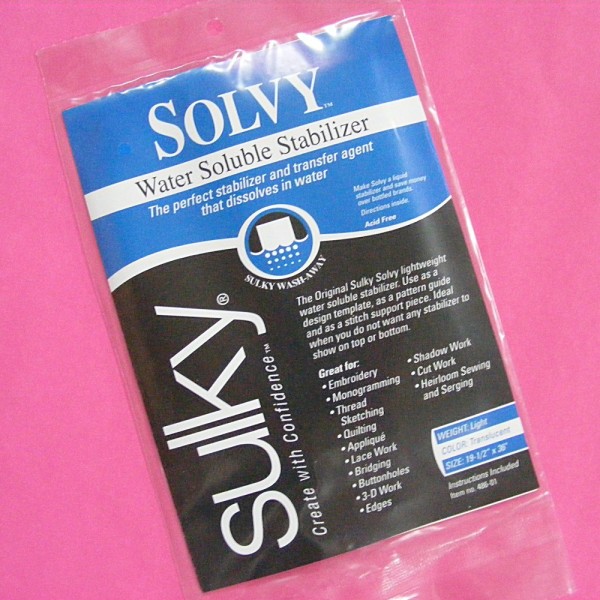 SOLVY™
Water Soluble Stabilizer
The perfect stabilizer and transfer agent
that dissolves in water
Make Solvy a liquid
stabilizer and save money
over bottled brands.
Directions inside.
Acid Free
SULKY WASH-AWAY
sulky®
Create with Confidence™
The Original Sulky Solvy lightweight
water soluble stabilizer. Use as a
design template, as a pattern guide
and as a stitch support piece. Ideal
when you do not want any stabilizer to
show on top or bottom.
Great for:
• Embroidery
• Monogramming
• Thread
Sketching
• Quilting
• Appliqué
• Lace Work
• Bridging
• Buttonholes
• 3-D Work
• Edges
• Shadow Work
• Cut Work
• Heirloom Sewing
and Serging
WEIGHT: Light
COLOR: Translucent
SIZE: 19-1/2" x 36"
Instructions Included
Item no. 486-01